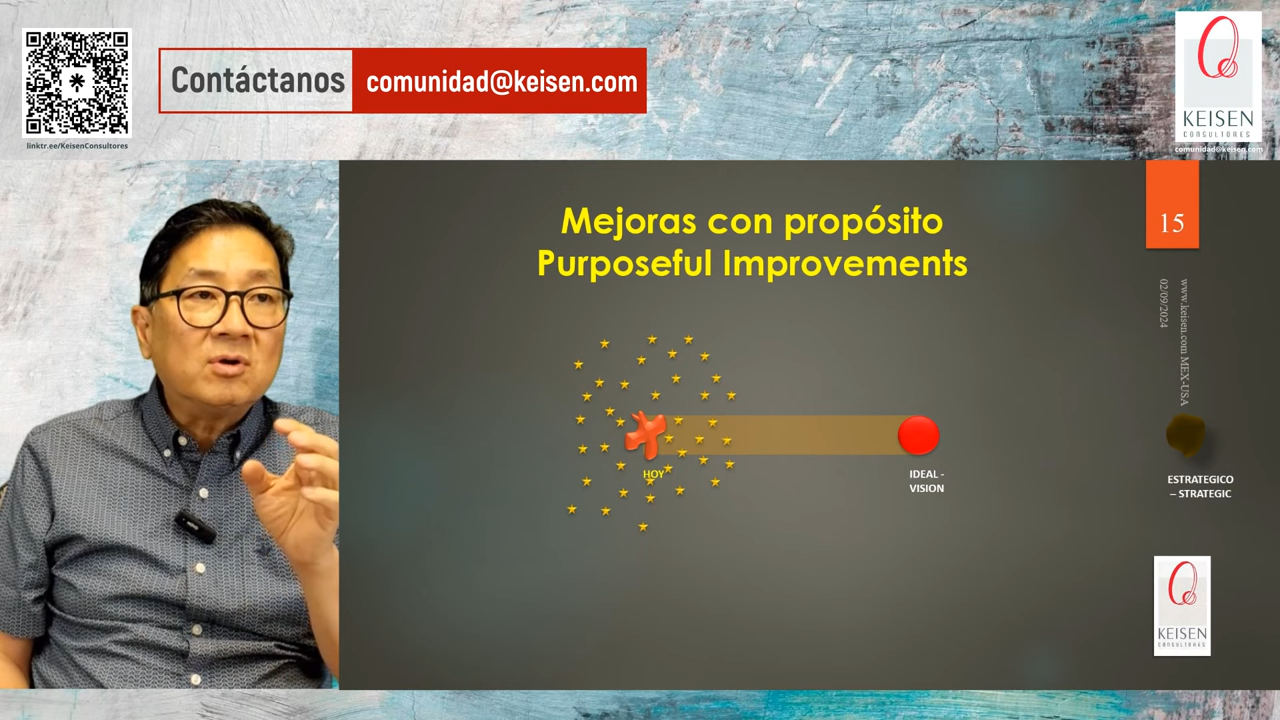 Contáctanos
comunidad@keisen.com
linktr.ee/KeisenConsultores
KEISEN
CONSULTORES
comunidad@keisen.com
Mejoras con propósito
Purposeful Improvements
15
www.keisen.com MEX-USA
02/09/2024
HOY
IDEAL -
VISION
ESTRATEGICO
– STRATEGIC
KEISEN
CONSULTORES